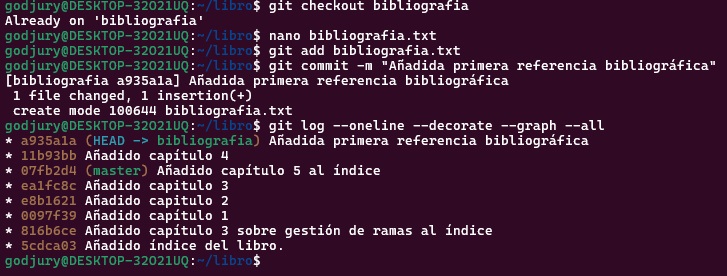 godjury@DESKTOP-32O21UQ:~/libro$ git checkout bibliografia
Already on 'bibliografia'
godjury@DESKTOP-32O21UQ:~/libro$ nano bibliografia.txt
godjury@DESKTOP-32O21UQ:~/libro$ git add bibliografia.txt
godjury@DESKTOP-32O21UQ:~/libro$ git commit -m "Añadida primera referencia bibliográfica"
[bibliografia a935a1a] Añadida primera referencia bibliográfica
 1 file changed, 1 insertion(+)
 create mode 100644 bibliografia.txt
godjury@DESKTOP-32O21UQ:~/libro$ git log --oneline --decorate --graph --all
* a935a1a (HEAD -> bibliografia) Añadida primera referencia bibliográfica
* 11b93bb Añadido capítulo 4
* 07fb2d4 (master) Añadido capítulo 5 al índice
* ea1fc8c Añadido capítulo 3
* e8b1621 Añadido capitulo 2
* 0097f39 Añadido capítulo 1
* 816b6ce Añadido capítulo 3 sobre gestión de ramas al índice
* 5cdca03 Añadido índice del libro.
godjury@DESKTOP-32O21UQ:~/libro$